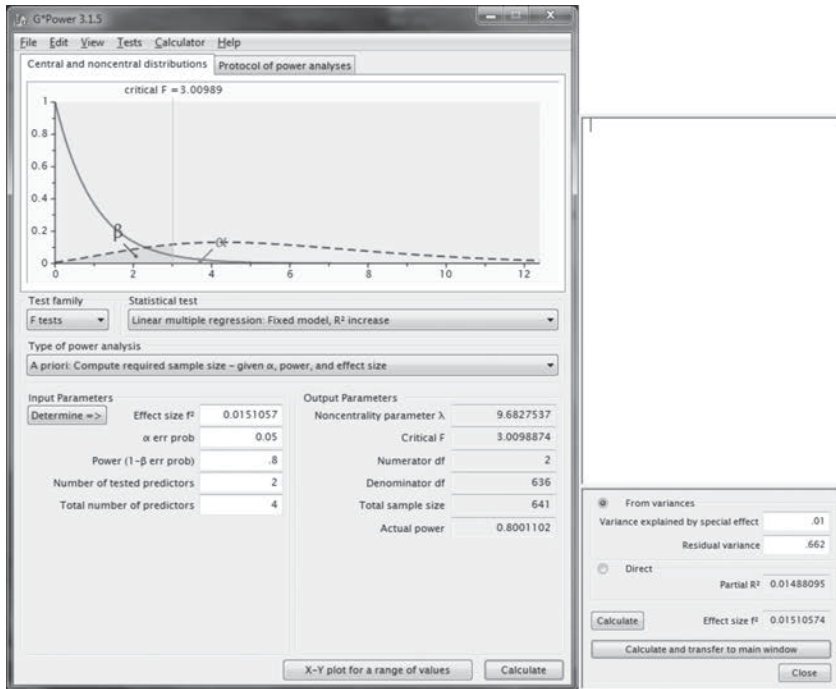 G*Power 3.1.5
File Edit View Tests Calculator Help
Central and noncentral distributions Protocol of power analyses
critical F = 3.00989
1
0.8
0.6
0.4
0.2
0
β
α
0 2 4 6 8 10 12
Test family Statistical test
F tests Linear multiple regression: Fixed model, R² increase
Type of power analysis
A priori: Compute required sample size – given α, power, and effect size
Input Parameters Output Parameters
Determine => Effect size f² 0.0151057 Noncentrality parameter λ 9.6827537
α err prob 0.05 Critical F 3.0098874
Power (1-β err prob) .8 Numerator df 2
Number of tested predictors 2 Denominator df 636
Total number of predictors 4 Total sample size 641
Actual power 0.8001102
X-Y plot for a range of values Calculate
From variances
Variance explained by special effect .01
Residual variance .662
Direct
Partial R² 0.01488095
Calculate Effect size f² 0.01510574
Calculate and transfer to main window
Close